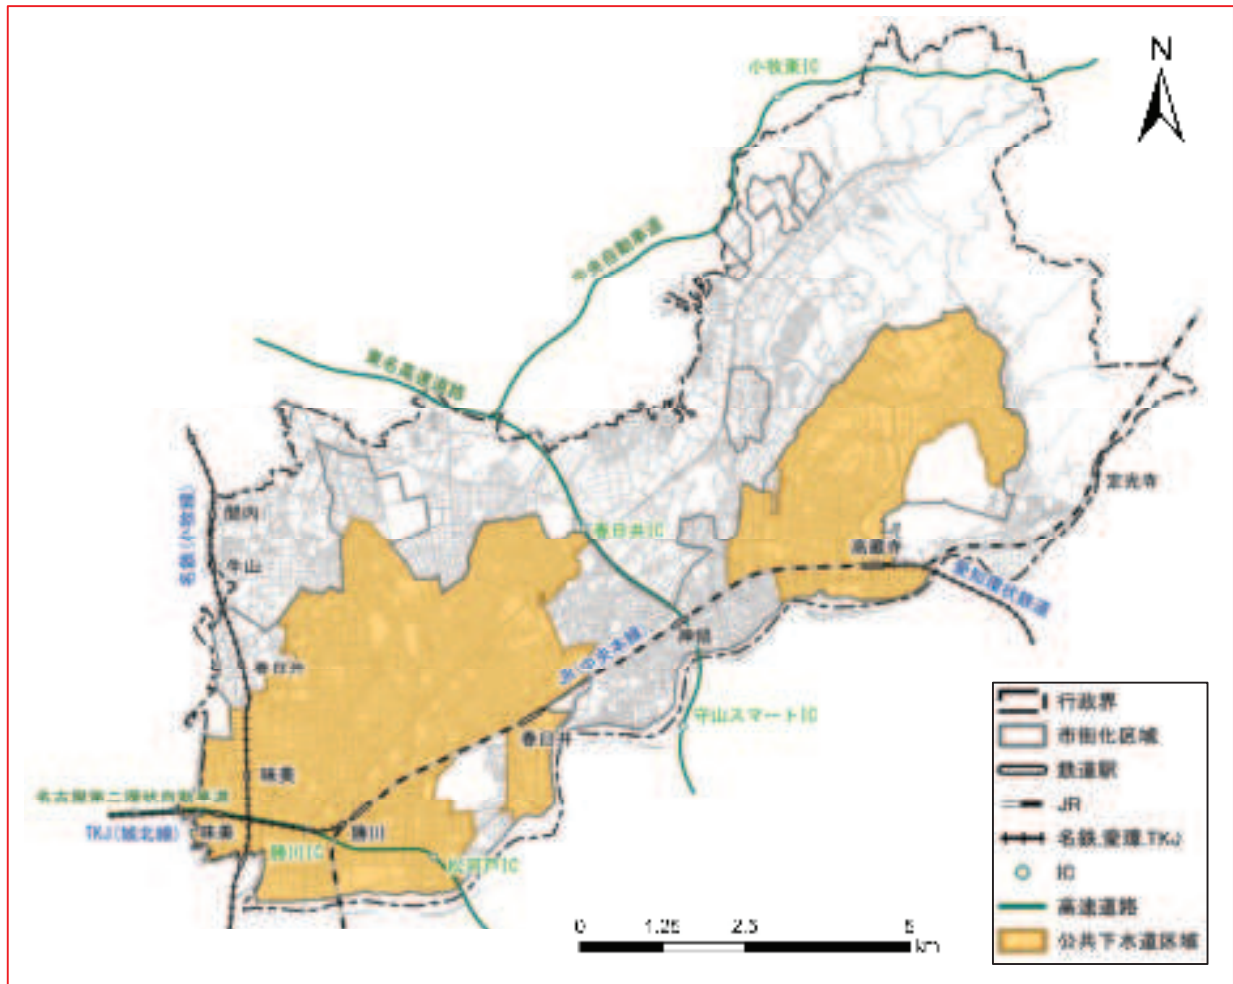 N
小牧東IC
中央自動車道
東名高速道路
名鉄(小牧線)
間内
牛山
春日井IC
定光寺
高蔵寺
愛知環状鉄道
神領
JR(中央本線)
春日井
守山スマートIC
春日井
味美
名古屋第二環状自動車道
TKJ(城北線)
味美
勝川
勝川IC
松河戸IC
0 1.25 2.5 5
km
行政界
市街化区域
鉄道駅
JR
名鉄,愛環,TKJ
IC
高速道路
公共下水道区域